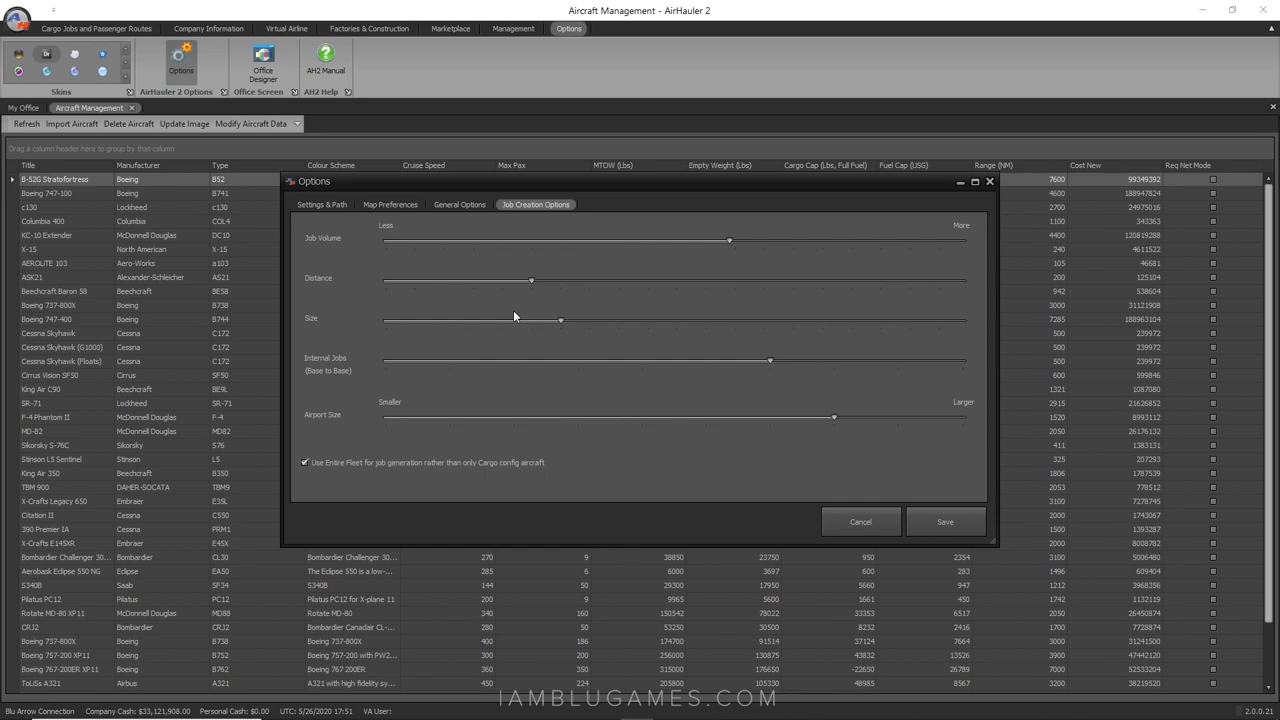 Aircraft Management - AirHauler 2
Cargo Jobs and Passenger Routes Company Information Virtual Airline Factories & Construction Marketplace Management Options
Options
Office Designer
AH2 Manual
Skins AirHauler 2 Options Office Screen AH2 Help
My Office Aircraft Management
Refresh Import Aircraft Delete Aircraft Update Image Modify Aircraft Data
Drag a column header here to group by that column
Title Manufacturer Type Colour Scheme Cruise Speed Max Pax MTOW (Lbs) Empty Weight (Lbs) Cargo Cap (Lbs, Full Fuel) Fuel Cap (USG) Range (NM) Cost New Req Net Mode
B-52G Stratofortress Boeing B52 7600 99349392
Boeing 747-100 Boeing B741 4600 188947824
c130 Lockheed c130 2700 24975016
Columbia 400 COL4 1100 343363
KC-10 Extender McDonnell Douglas DC10 4400 120819288
X-15 North American X-15 240 4611
AEROLITE 103 Aero-Works a103 105 46681
ASK21 Alexander-Schleicher AS21 200 125104
Beechcraft Baron 58 Beechcraft BE58 942 538604
Boeing 737-800X Boeing B738 3000 31121908
Boeing 747-400 Boeing B744 7285 188963104
Cessna Skyhawk Cessna C172 500 239972
Cessna Skyhawk (G1000) Cessna C172 500 239972
Cessna Skyhawk (Floats) Cessna C172 500 239972
Cirrus Vision SF50 Cirrus SF50 600 599846
King Air C90 Beechcraft BE9L 1321 1087080
SR-71 Lockheed SR-71 2915 21626852
F-4 Phantom II McDonnell Douglas F-4 1520 8993112
MD-82 McDonnell Douglas MD82 2050 26176132
Sikorsky S-76C Sikorsky S76 411 1383131
Stinson L5 Sentinel Stinson L5 325 207293
King Air 350 Beechcraft B350 1765 2738170
TBM 900 DAHER-SOCATA TBM9 2053 778512
X-Crafts Legacy 650 Embraer E35L 3100 7278745
Citation II Cessna C550 2000 1743067
390 Premier IA Cessna PRM1 1500 1393287
X-Crafts E145XR Embraer E45X 2000 8008782
Bombardier Challenger 30... Bombardier CL30 Bombardier Challenger 30... 270 9 38850 23750 950 2354 3100 5006480
Aerobask Eclipse 550 NG Eclipse EA50 The Eclipse 550 is a low-... 285 6 6000 3697 600 283 1496 609404
S340B Saab SF34 144 50 29300 17950 5660 947 1212 3968356
Pilatus PC12 Pilatus PC12 Pilatus PC12 for X-plane 11 200 9 9965 5600 1661 450 1742 1132119
Rotate MD-80 XP11 McDonnell Douglas MD88 Rotate MD-80 340 160 150542 78022 33353 6517 2050 26450874
CRJ2 Bombardier CRJ2 Bombardier Canadair CL-... 280 50 53250 30502 8232 2416 1600 7728874
Boeing 737-800X Boeing B738 Boeing 737-800X 400 186 174700 91514 37124 7664 3000 31241500
Boeing 757-200 XP11 Boeing B752 757-200 with PW2... 300 200 256000 130875 43832 13526 3900 47442120
Boeing 767-200ER XP11 Boeing B762 Boeing 767 200ER 360 350 315000 176650 -22650 26789 7000 52533204
ToLiSs A321 Airbus A321 A321 with high fidelity sy... 450 224 205800 104700 48985 8567 3200 38219520
Options
Settings & Path Map Preferences General Options Job Creation Options
Less More
Job Volume
Distance
Size
Internal Jobs
(Base to Base)
Smaller Larger
Airport Size
Use Entire Fleet for job generation rather than only Cargo config aircraft
Cancel Save
IAMBLUGAMES.COM
Blu Arrow Connection Company Cash: $33,121,908.00 Personal Cash: $0.00 UTC: 5/26/2020 17:51 VA User: 2.0.0.21